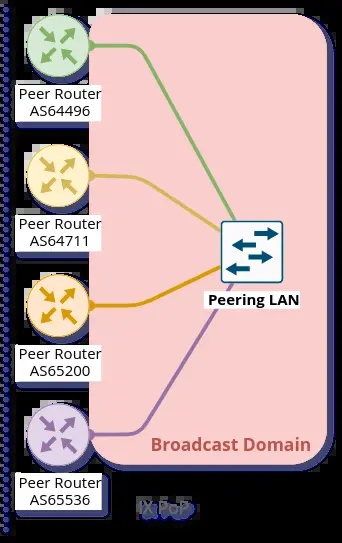 Peer Router
AS64496
Peer Router
AS64711
Peer Router
AS65200
Peer Router
AS65536
Peering LAN
Broadcast Domain
IX PoP